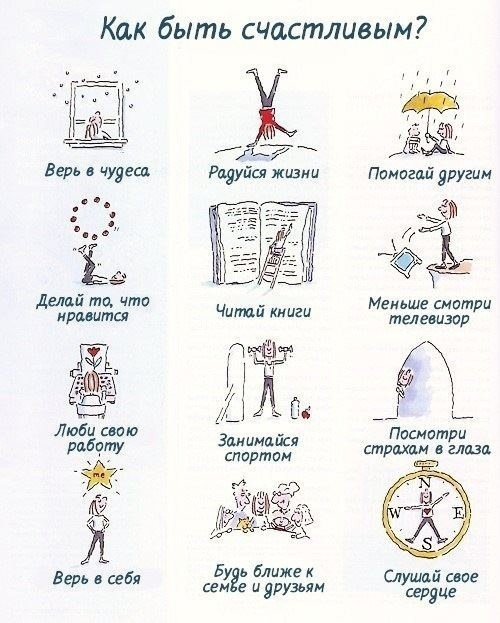 Как быть счастливым?
Верь в чудеса
Радуйся жизни
Помогай другим
Делай то, что
нравится
Читай книги
Меньше смотри
телевизор
Люби свою
работу
Занимайся
спортом
Посмотри
страхам в глаза
me
Верь в себя
Будь ближе к
семье и друзьям
N
W
E
S
Слушай свое
сердце